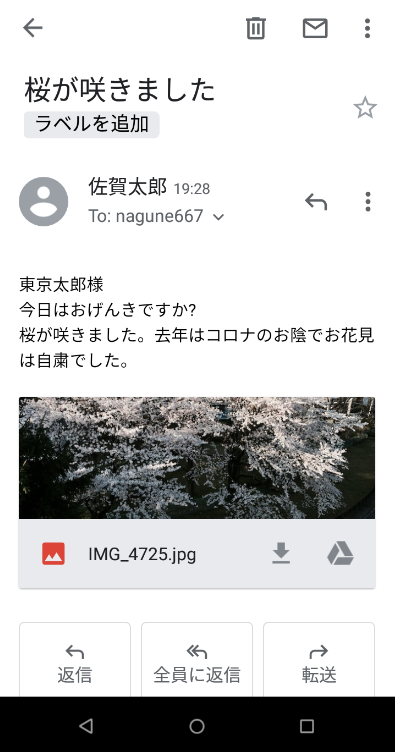 桜が咲きました
ラベルを追加
佐賀太郎 19:28
To: nagune667
東京太郎様
今日はおげんきですか?
桜が咲きました。去年はコロナのお陰でお花見
は自粛でした。
IMG_4725.jpg
返信 全員に返信 転送